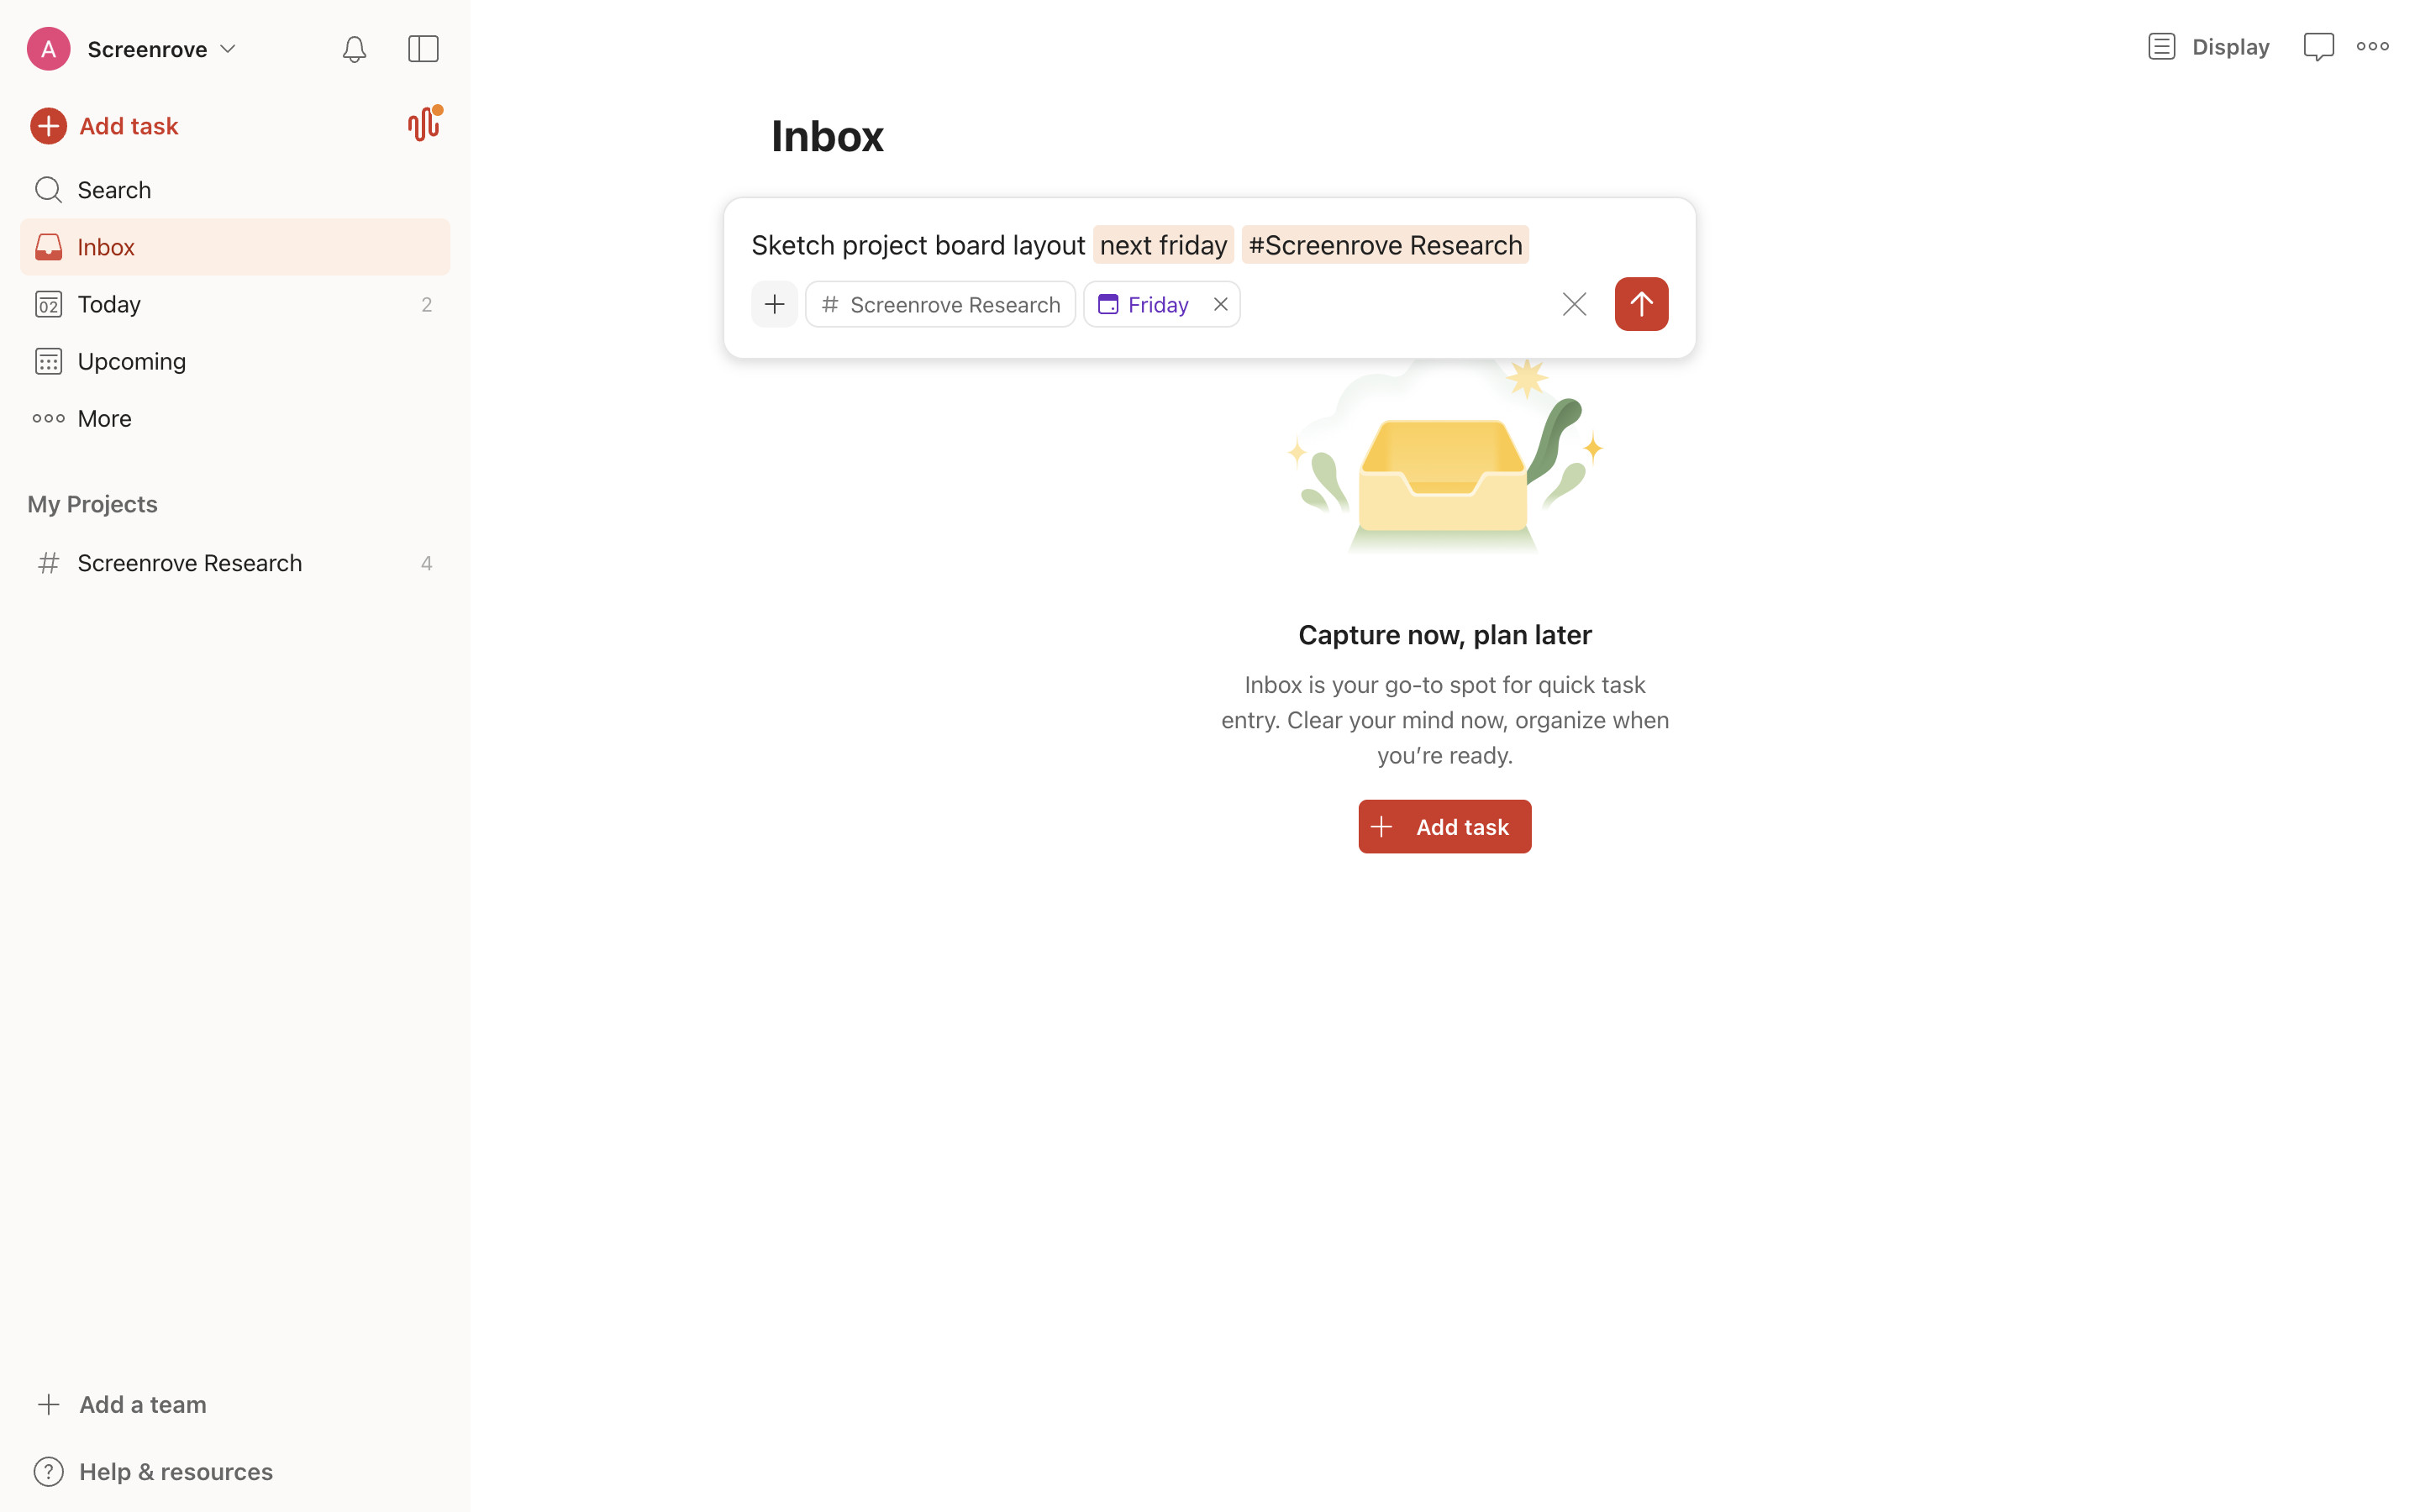 A Screenrove
Add task
Search
Inbox
02 Today 2
Upcoming
More
My Projects
# Screenrove Research 4
Add a team
? Help & resources
Display
Inbox
Sketch project board layout next friday #Screenrove Research
# Screenrove Research Friday
Capture now, plan later
Inbox is your go-to spot for quick task
entry. Clear your mind now, organize when
you’re ready.
Add task